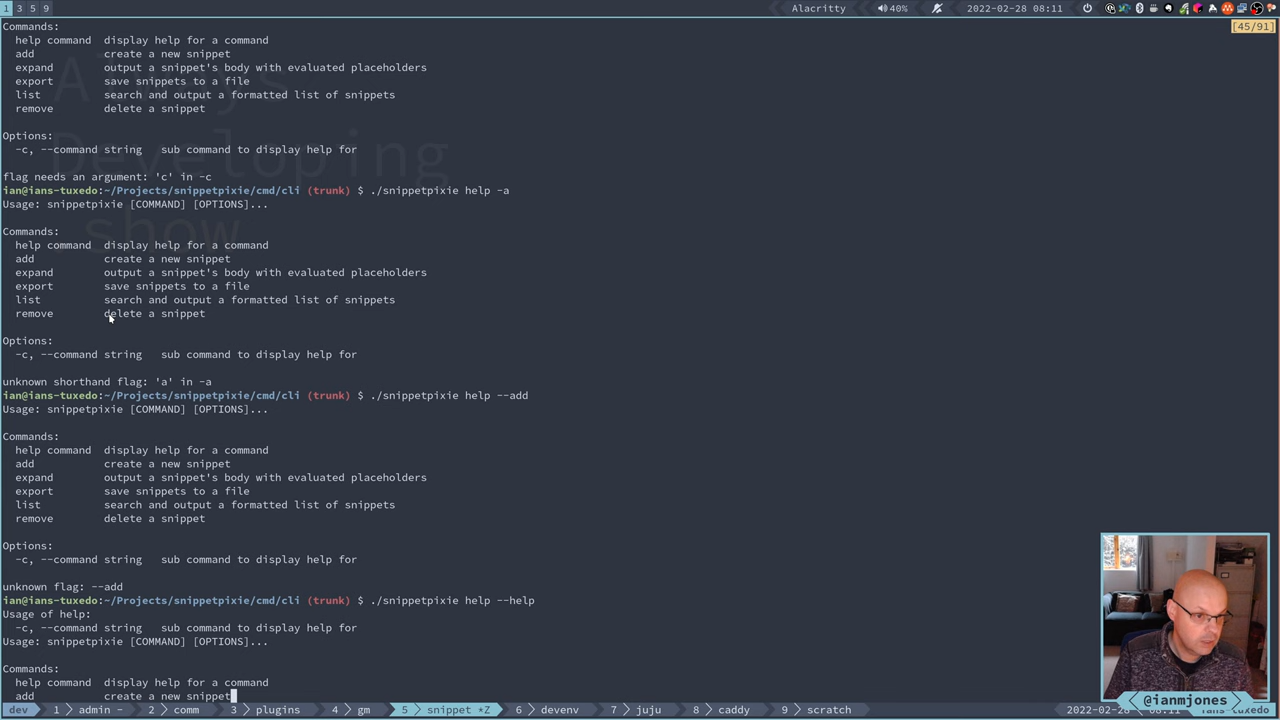 1 3 5 9 Alacritty 40% 2022-02-28 08:11
[45/91]
Commands:
help command display help for a command
add create a new snippet
expand output a snippet's body with evaluated placeholders
export save snippets to a file
list search and output a formatted list of snippets
remove delete a snippet
Always
Developing
show
Options:
-c, --command string sub command to display help for
flag needs an argument: 'c' in -c
ian@ians-tuxedo:~/Projects/snippetpixie/cmd/cli (trunk) $ ./snippetpixie help -a
Usage: snippetpixie [COMMAND] [OPTIONS]...
Commands:
help command display help for a command
add create a new snippet
expand output a snippet's body with evaluated placeholders
export save snippets to a file
list search and output a formatted list of snippets
remove delete a snippet
Options:
-c, --command string sub command to display help for
unknown shorthand flag: 'a' in -a
ian@ians-tuxedo:~/Projects/snippetpixie/cmd/cli (trunk) $ ./snippetpixie help --add
Usage: snippetpixie [COMMAND] [OPTIONS]...
Commands:
help command display help for a command
add create a new snippet
expand output a snippet's body with evaluated placeholders
export save snippets to a file
list search and output a formatted list of snippets
remove delete a snippet
Options:
-c, --command string sub command to display help for
unknown flag: --add
ian@ians-tuxedo:~/Projects/snippetpixie/cmd/cli (trunk) $ ./snippetpixie help --help
Usage of help:
-c, --command string sub command to display help for
Usage: snippetpixie [COMMAND] [OPTIONS]...
Commands:
help command display help for a command
add create a new snippet
@ianmjones
dev 1 admin - 2 comm 3 plugins 4 gm 5 snippet *Z 6 devenv 7 juju 8 caddy 9 scratch 2022-02-28 tuxedo